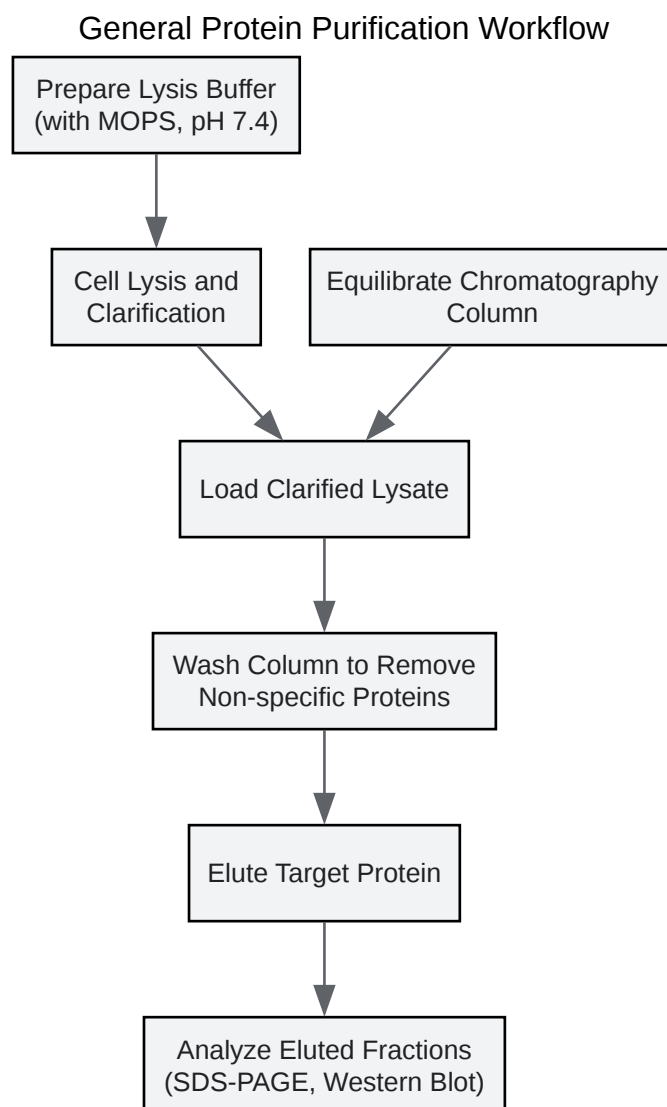 General Protein Purification Workflow
Prepare Lysis Buffer
(with MOPS, pH 7.4)
Cell Lysis and
Clarification
Equilibrate Chromatography
Column
Load Clarified Lysate
Wash Column to Remove
Non-specific Proteins
Elute Target Protein
Analyze Eluted Fractions
(SDS-PAGE, Western Blot)